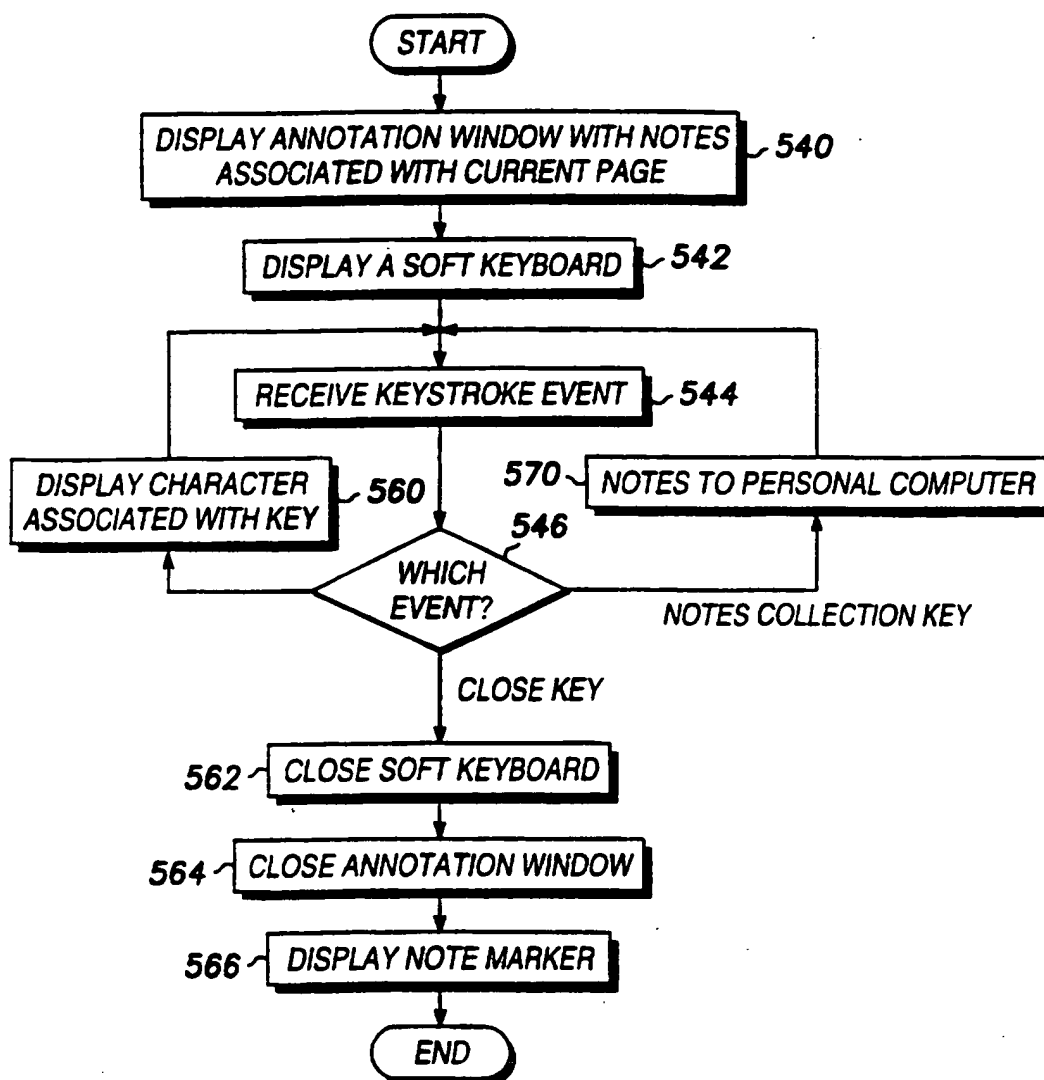 START
DISPLAY ANNOTATION WINDOW WITH NOTES
ASSOCIATED WITH CURRENT PAGE
540
DISPLAY A SOFT KEYBOARD
542
RECEIVE KEYSTROKE EVENT
544
DISPLAY CHARACTER
ASSOCIATED WITH KEY
560
570
NOTES TO PERSONAL COMPUTER
546
WHICH
EVENT?
NOTES COLLECTION KEY
CLOSE KEY
562
CLOSE SOFT KEYBOARD
564
CLOSE ANNOTATION WINDOW
566
DISPLAY NOTE MARKER
END